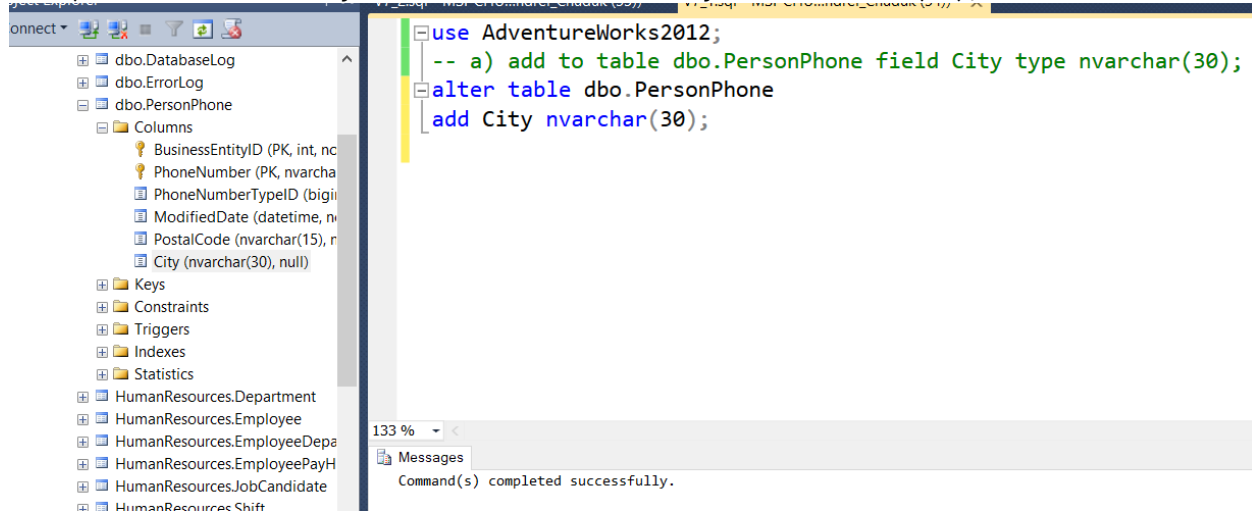 onnect
dbo.DatabaseLog
dbo.ErrorLog
dbo.PersonPhone
Columns
BusinessEntityID (PK, int, nc
PhoneNumber (PK, nvarcha
PhoneNumberTypeID (bigi
ModifiedDate (datetime, n
PostalCode (nvarchar(15), n
City (nvarchar(30), null)
Keys
Constraints
Triggers
Indexes
Statistics
HumanResources.Department
HumanResources.Employee
HumanResources.EmployeeDepa
HumanResources.EmployeePayH
HumanResources.JobCandidate
HumanResources.Shift
use AdventureWorks2012;
-- a) add to table dbo.PersonPhone field City type nvarchar(30);
alter table dbo.PersonPhone
add City nvarchar(30);
133 %
Messages
Command(s) completed successfully.